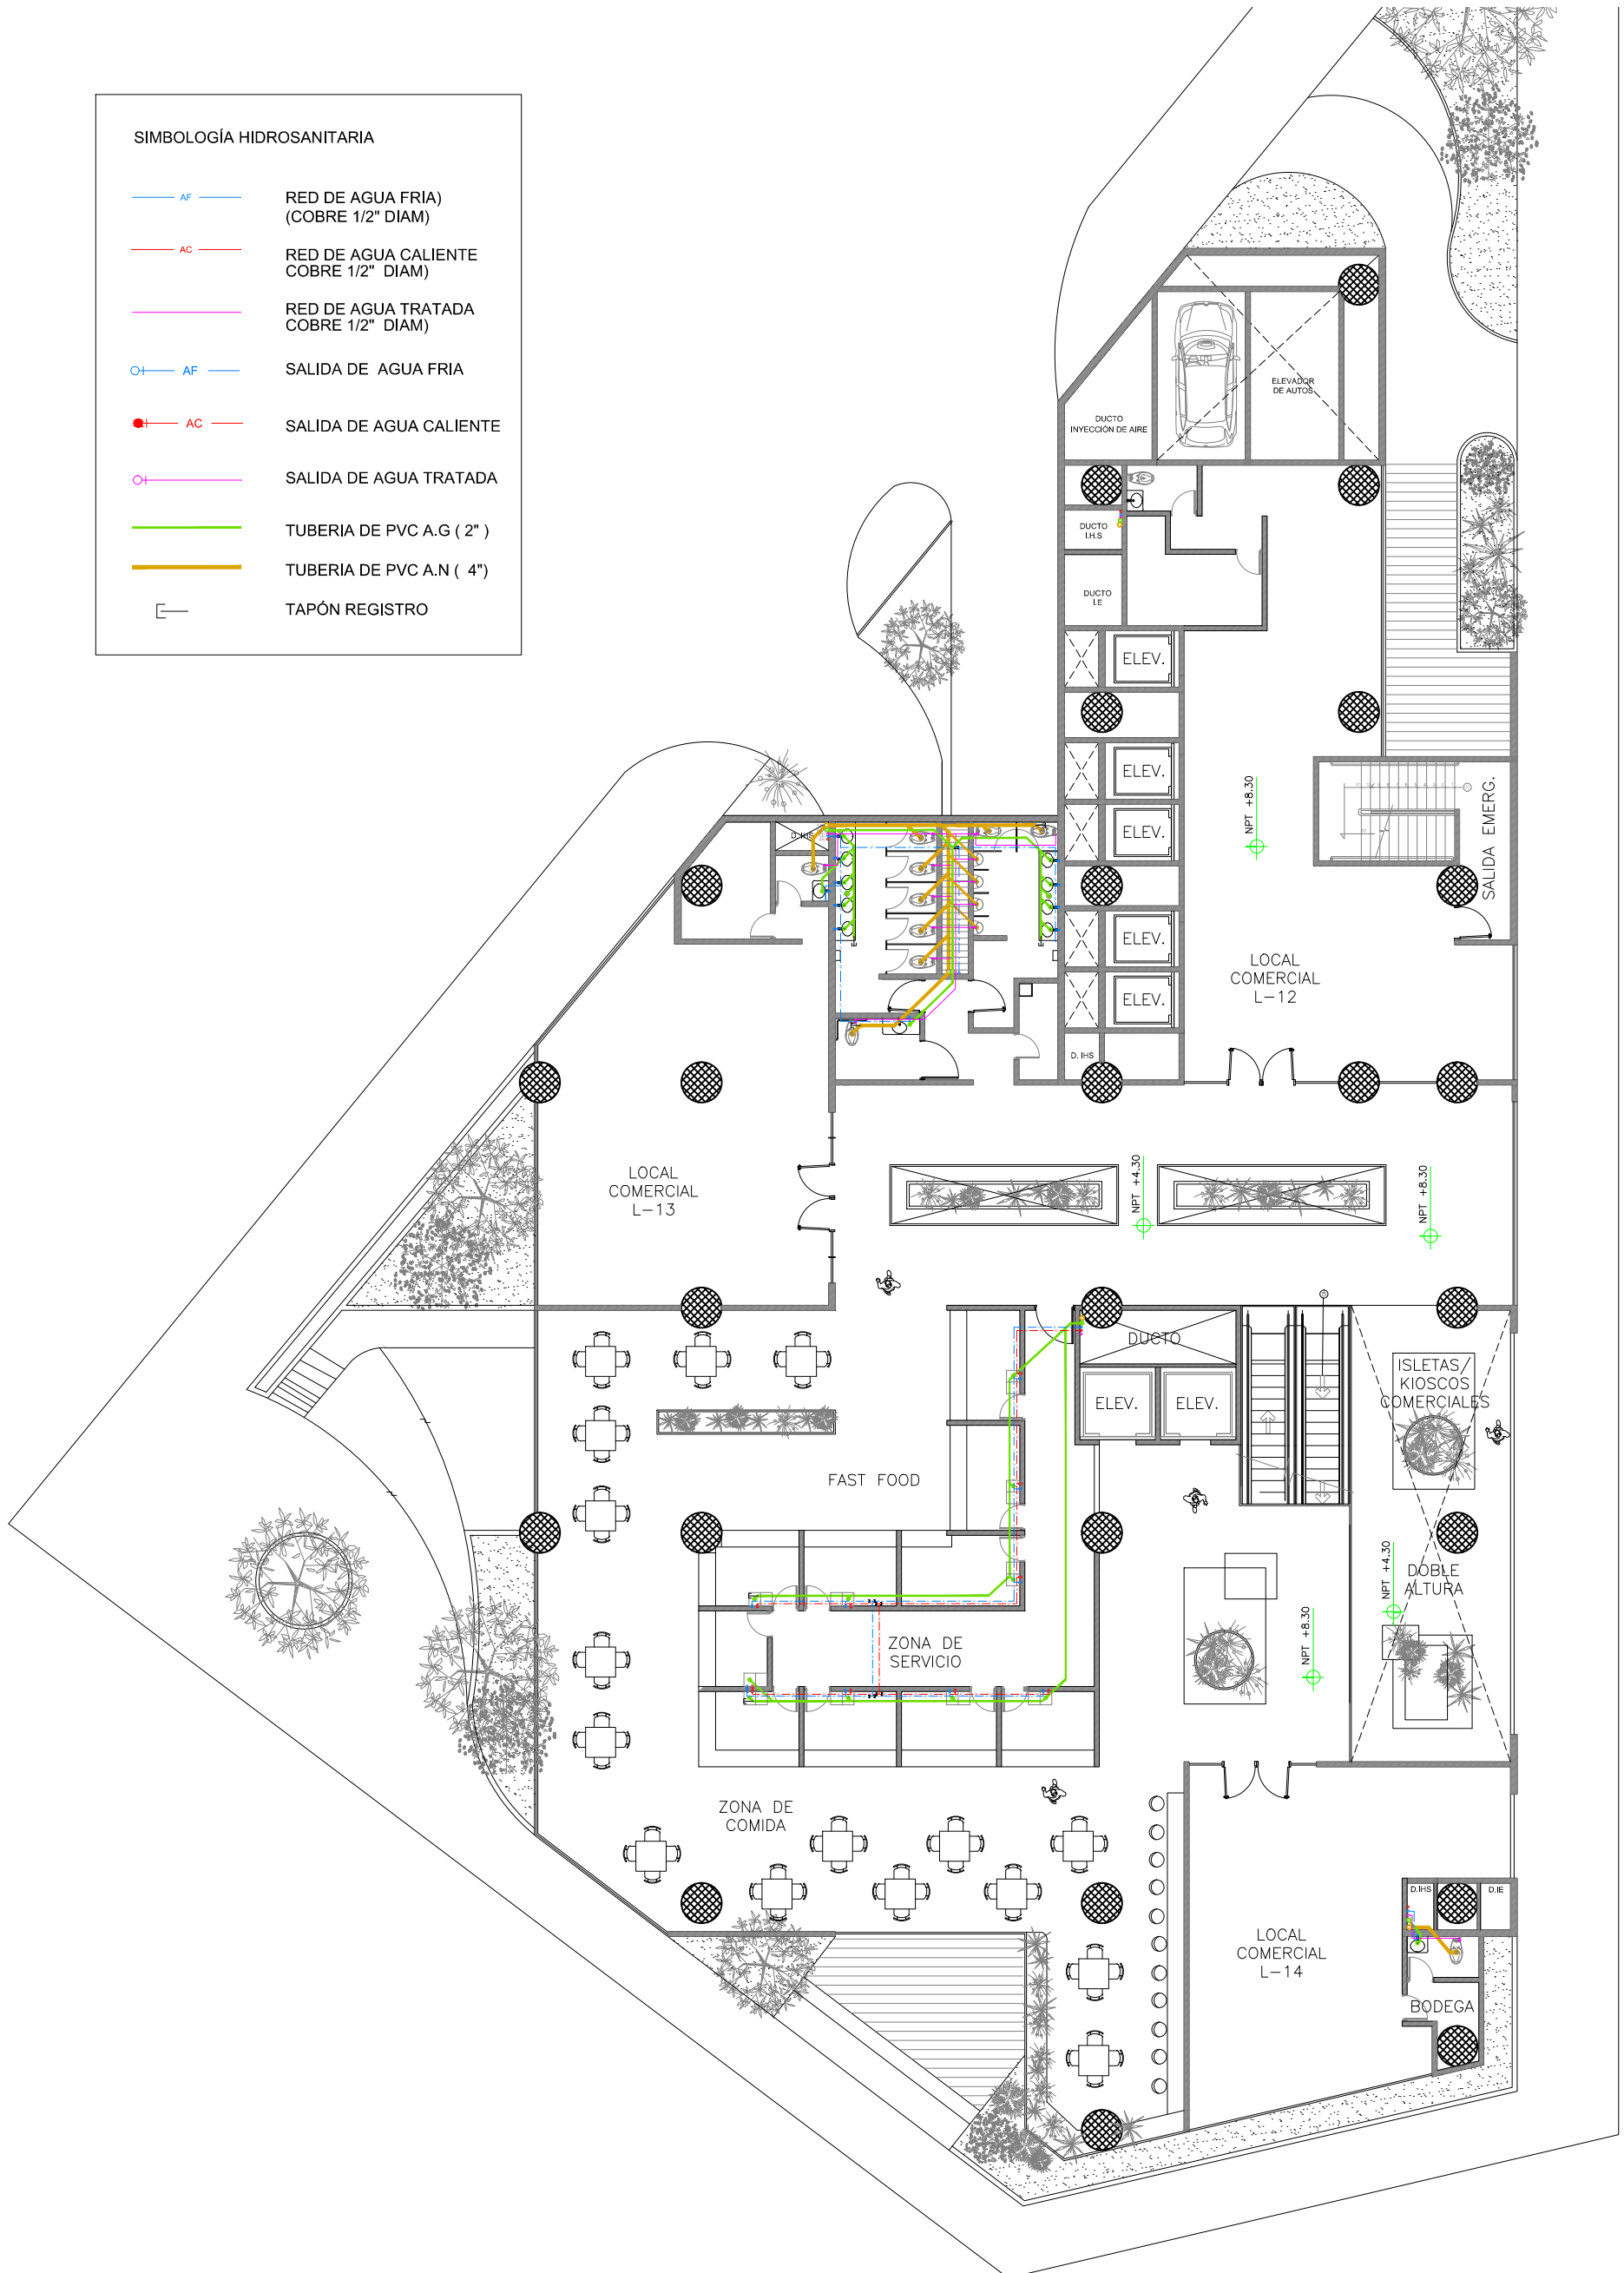 SIMBOLOGÍA HIDROSANITARIA
AF
RED DE AGUA FRÍA)
(COBRE 1/2" DIAM)
AC
RED DE AGUA CALIENTE
COBRE 1/2" DIAM)
RED DE AGUA TRATADA
COBRE 1/2" DIAM)
AF
SALIDA DE AGUA FRIA
AC
SALIDA DE AGUA CALIENTE
SALIDA DE AGUA TRATADA
TUBERIA DE PVC A.G ( 2" )
TUBERIA DE PVC A.N ( 4")
TAPÓN REGISTRO
ELEVADOR
DE AUTOS
DUCTO
INYECCIÓN DE AIRE
DUCTO
I.H.S
DUCTO
I.E
ELEV.
ELEV.
ELEV.
ELEV.
ELEV.
NPT +8.30
SALIDA EMERG.
D. IHS
LOCAL
COMERCIAL
L-12
D. IHS
LOCAL
COMERCIAL
L-13
NPT +4.30
NPT +8.30
DUCTO
ELEV.
ELEV.
ISLETAS/
KIOSCOS
COMERCIALES
FAST FOOD
NPT +4.30
DOBLE
ALTURA
ZONA DE
SERVICIO
NPT +8.30
ZONA DE
COMIDA
D.IHS
D.IE
LOCAL
COMERCIAL
L-14
BODEGA